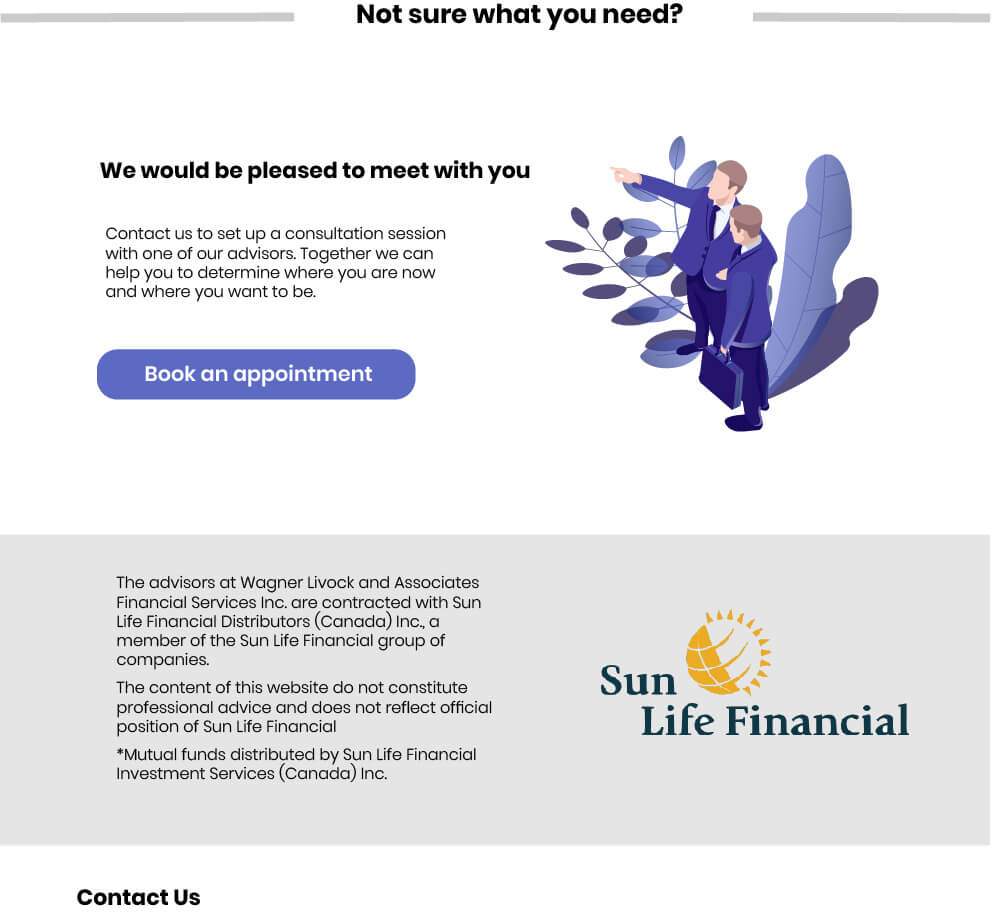 Not sure what you need?
We would be pleased to meet with you
Contact us to set up a consultation session
with one of our advisors. Together we can
help you to determine where you are now
and where you want to be.
Book an appointment
The advisors at Wagner Livock and Associates
Financial Services Inc. are contracted with Sun
Life Financial Distributors (Canada) Inc., a
member of the Sun Life Financial group of
companies.
The content of this website do not constitute
professional advice and does not reflect official
position of Sun Life Financial
*Mutual funds distributed by Sun Life Financial
Investment Services (Canada) Inc.
Sun
Life Financial
Contact Us